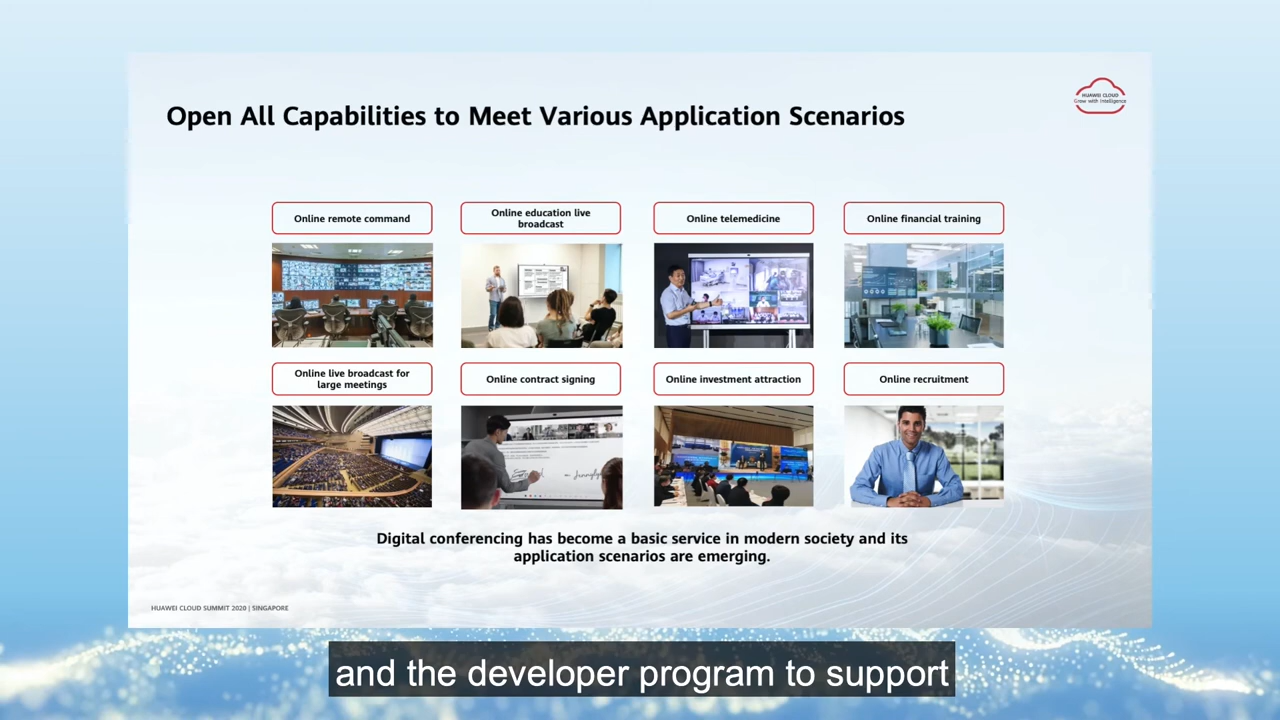 Open All Capabilities to Meet Various Application Scenarios
HUAWEI CLOUD
Grow with Intelligence
Online remote command
Online education live
broadcast
Online telemedicine
Online financial training
Online live broadcast for
large meetings
Online contract signing
Online investment attraction
Online recruitment
Digital conferencing has become a basic service in modern society and its
application scenarios are emerging.
HUAWEI CLOUD SUMMIT 2020 | SINGAPORE
and the developer program to support